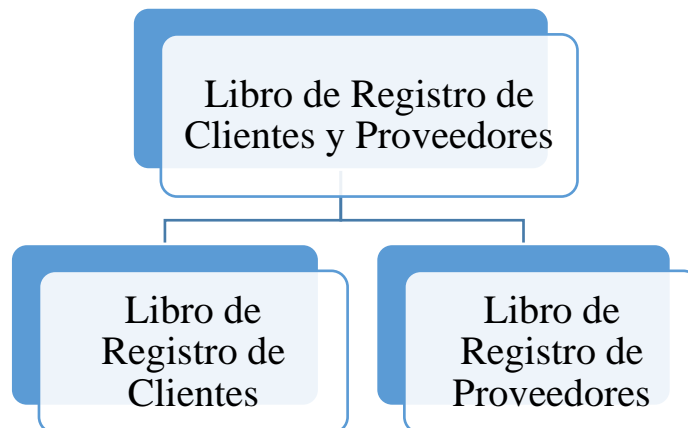 Libro de Registro de
Clientes y Proveedores
Libro de
Registro de
Clientes
Libro de
Registro de
Proveedores